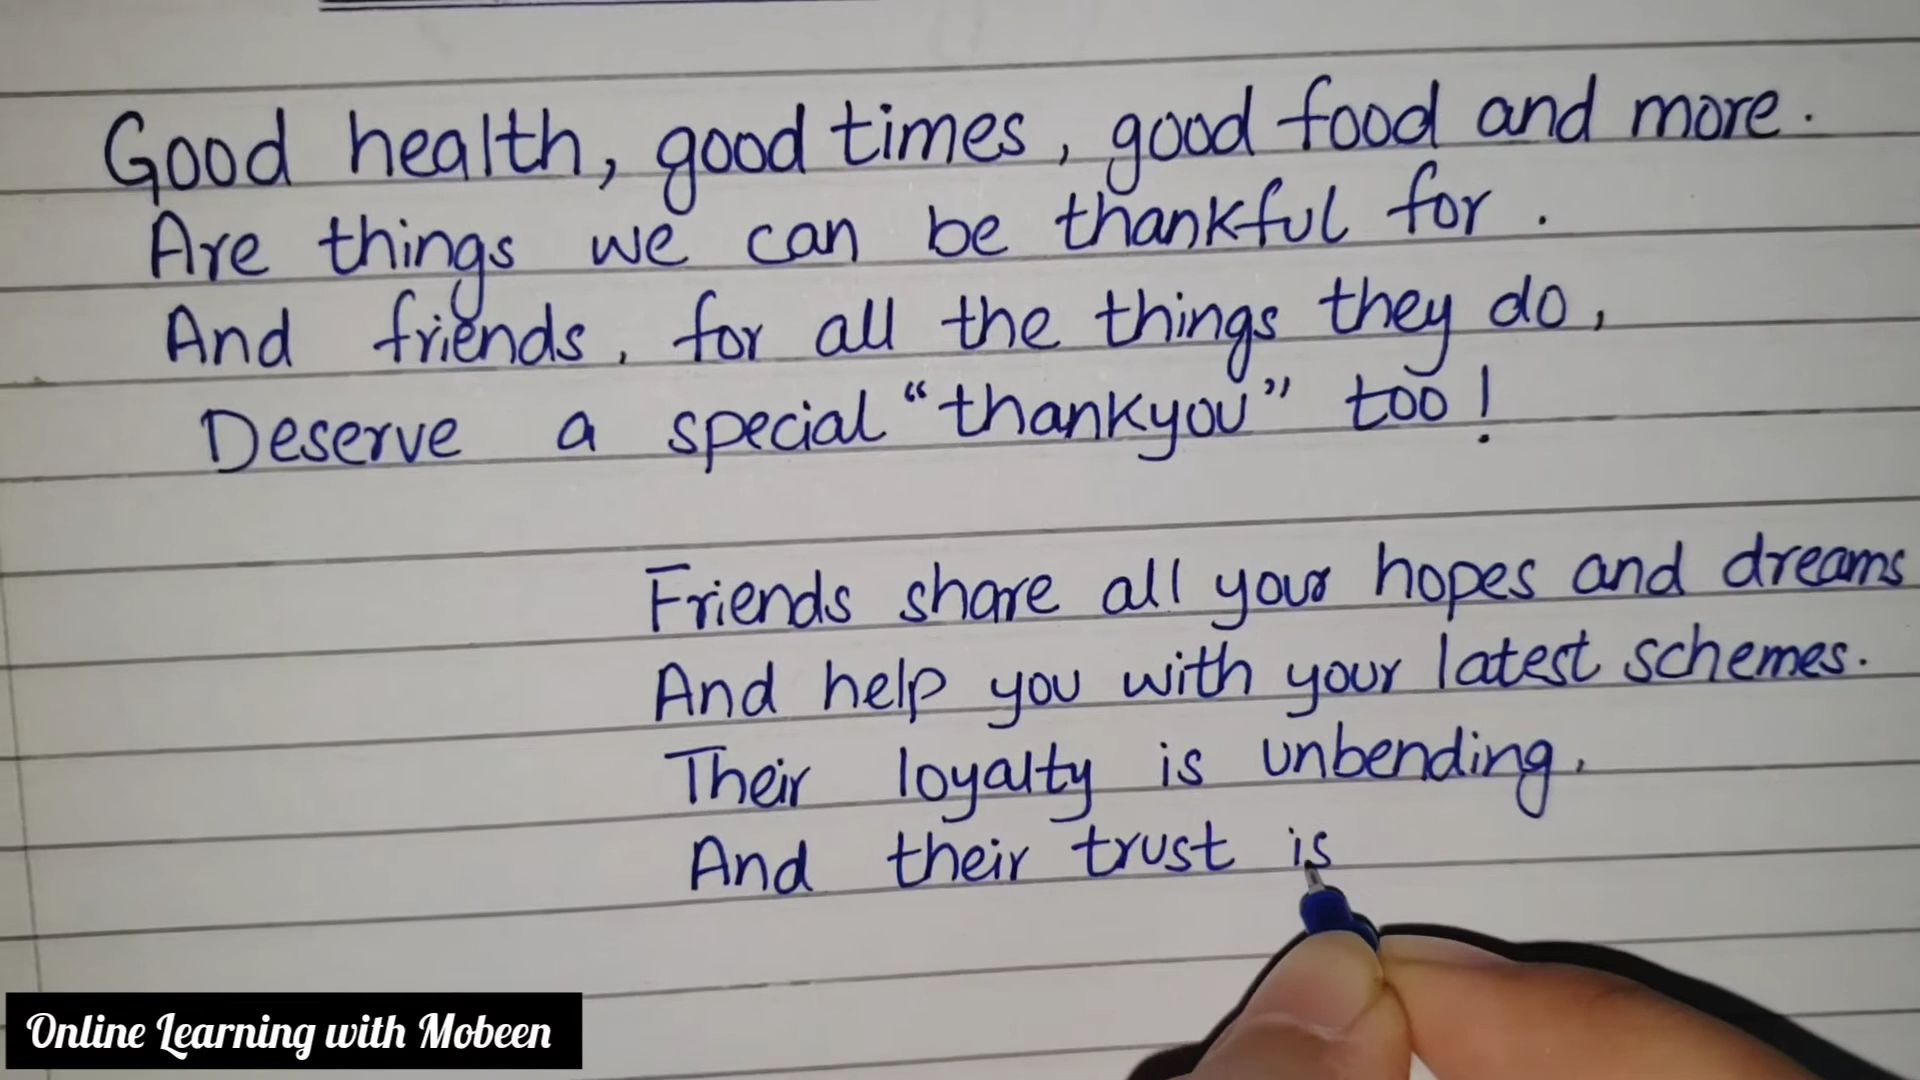 Good health, good times, good food and more.
Are things we can be thankful for.
And friends, for all the things they do,
Deserve a special "thankyou" too!
Friends share all your hopes and dreams
And help you with your latest schemes.
Their loyalty is unbending,
And their trust is
Online Learning with Mobeen